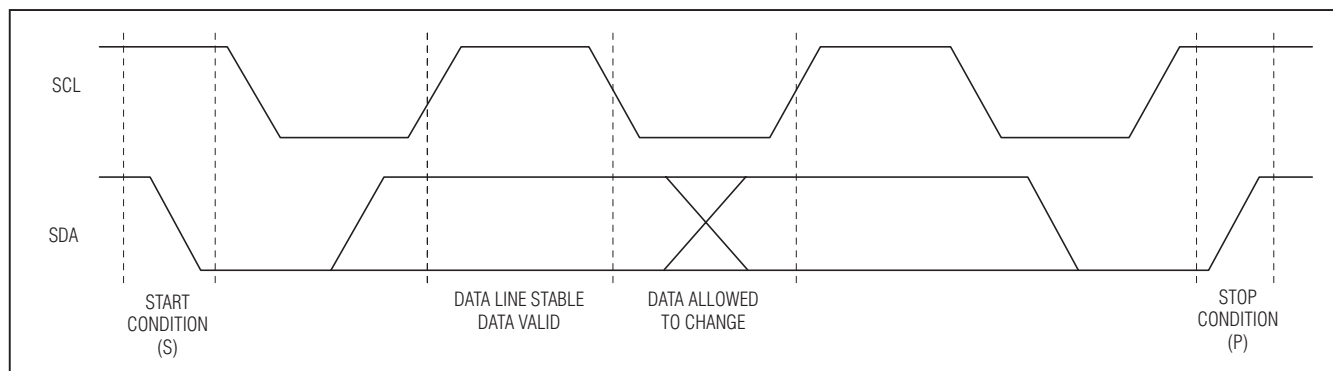 SCL
SDA
START
CONDITION
(S)
DATA LINE STABLE
DATA VALID
DATA ALLOWED
TO CHANGE
STOP
CONDITION
(P)